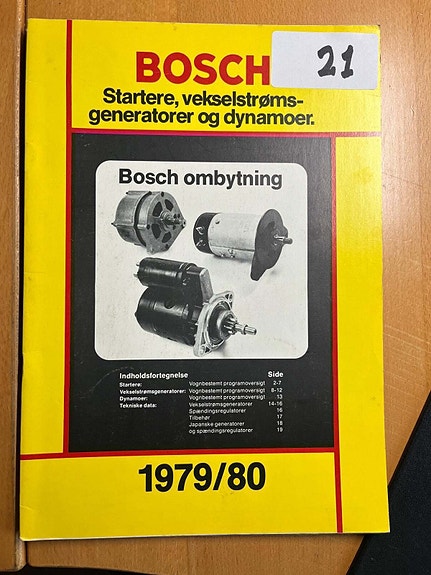 BOSCH
21
Startere, vekselstrøms-
generatorer og dynamoer.
Bosch ombytning
Indholdsfortegnelse Side
Startere: Vognbestemt programoversigt 2-7
Vekselstrømsgeneratorer: Vognbestemt programoversigt 8-12
Dynamoer: Vognbestemt programoversigt 13
Tekniske data: Vekselstrømsgeneratorer 14-16
Spændingsregulatorer 16
Tilbehør 17
Japanske generatorer 18
og spændingsregulatorer 19
1979/80